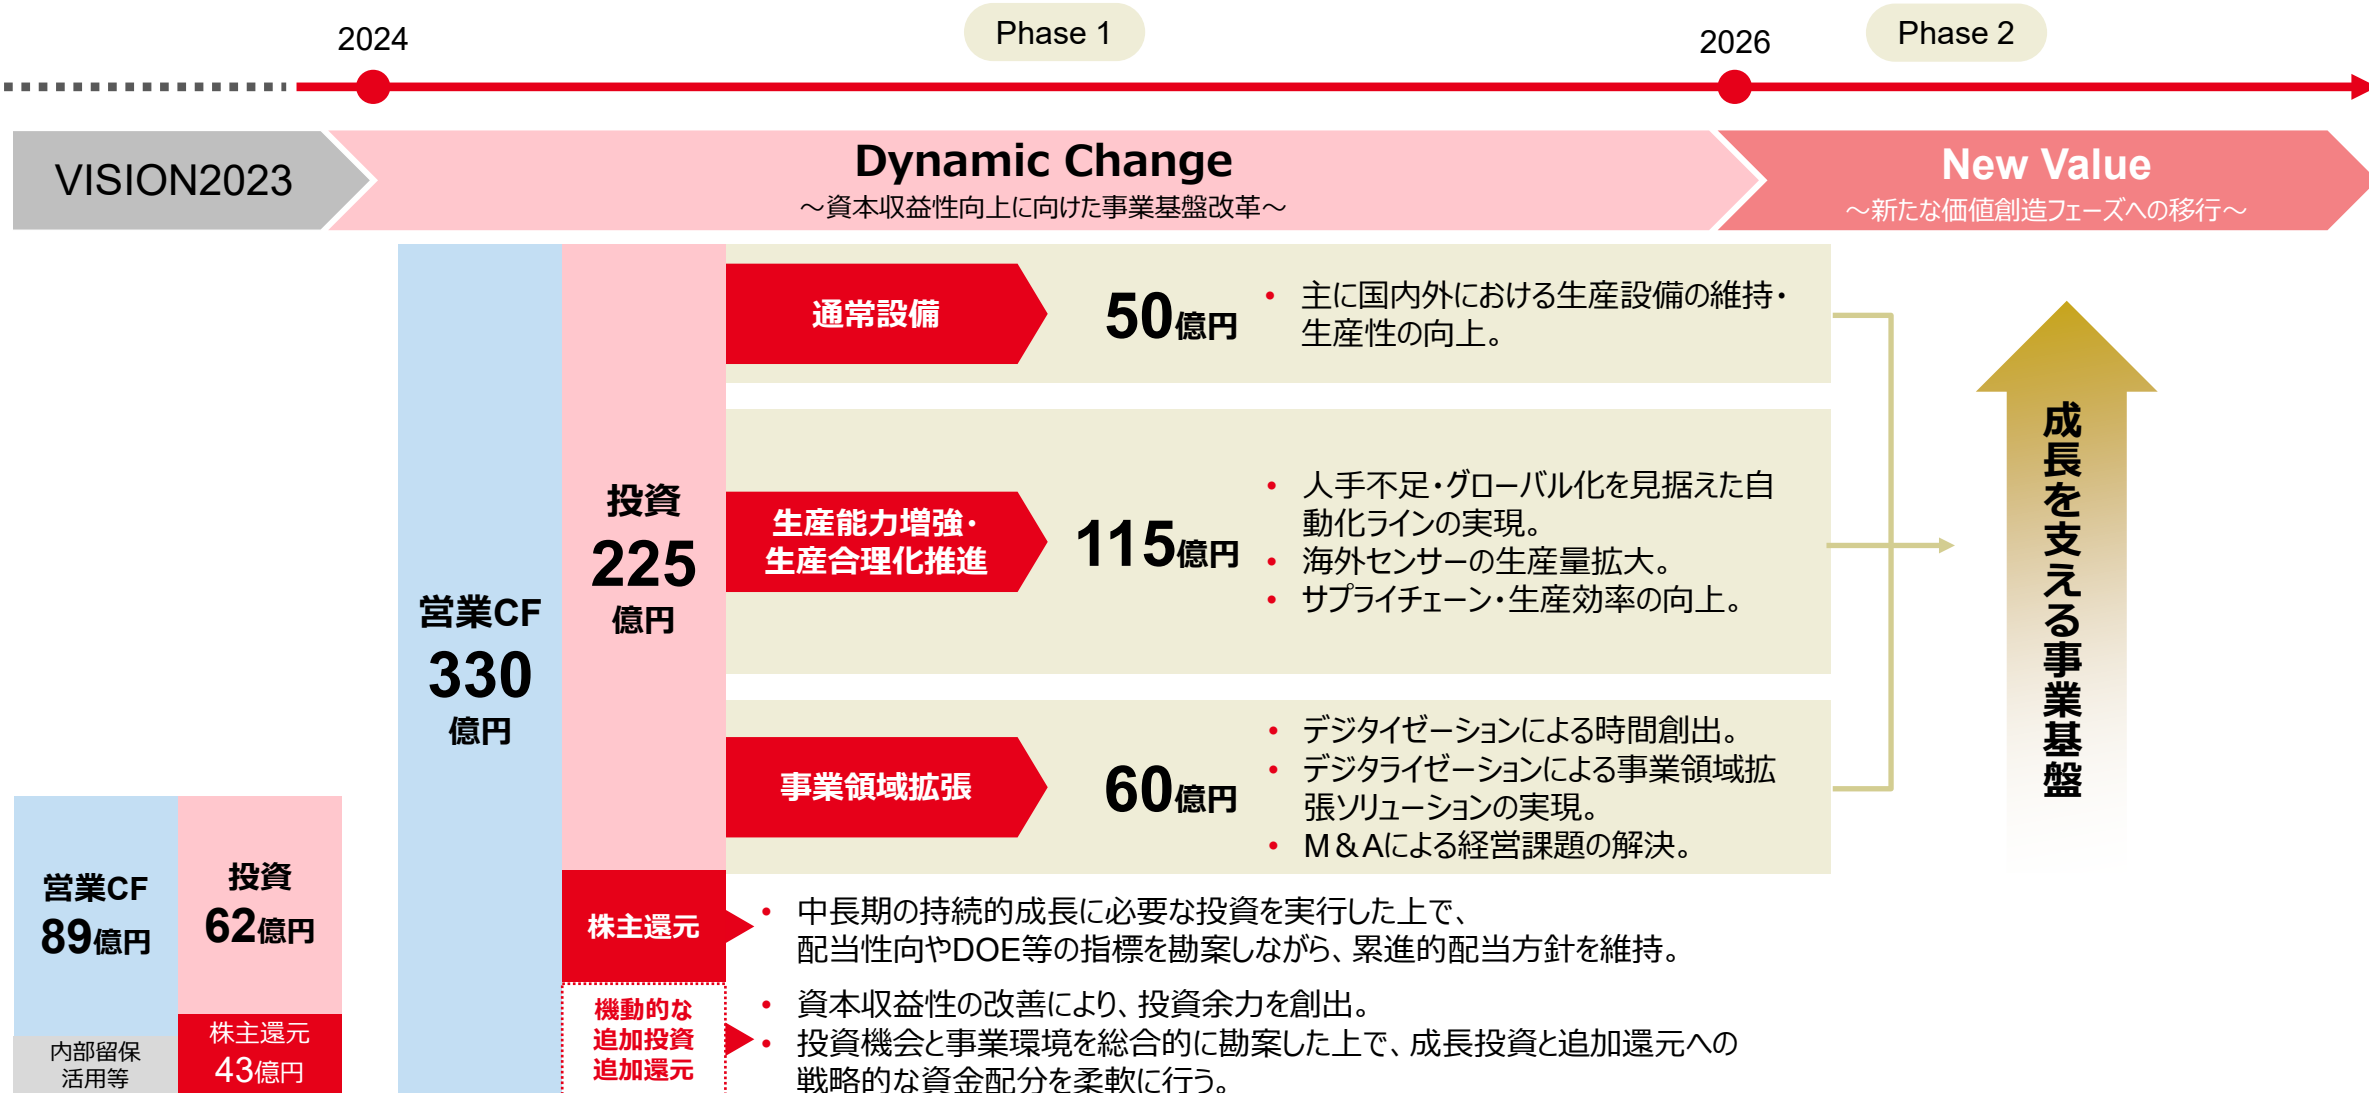 2024
Phase 1
2026
Phase 2
VISION2023
Dynamic Change
～資本収益性向上に向けた事業基盤改革～
New Value
～新たな価値創造フェーズへの移行～
営業CF
330
億円
投資
225
億円
通常設備
50億円
• 主に国内外における生産設備の維持・
生産性の向上。
生産能力増強・
生産合理化推進
115億円
• 人手不足・グローバル化を見据えた自
動化ラインの実現。
• 海外センサーの生産量拡大。
• サプライチェーン・生産効率の向上。
事業領域拡張
60億円
• デジタイゼーションによる時間創出。
• デジタライゼーションによる事業領域拡
張ソリューションの実現。
• M＆Aによる経営課題の解決。
成長を支える事業基盤
株主還元
• 中長期の持続的成長に必要な投資を実行した上で、
配当性向やDOE等の指標を勘案しながら、累進的配当方針を維持。
機動的な
追加投資
追加還元
• 資本収益性の改善により、投資余力を創出。
• 投資機会と事業環境を総合的に勘案した上で、成長投資と追加還元への
戦略的な資金配分を柔軟に行う。
営業CF
89億円
投資
62億円
内部留保
活用等
株主還元
43億円